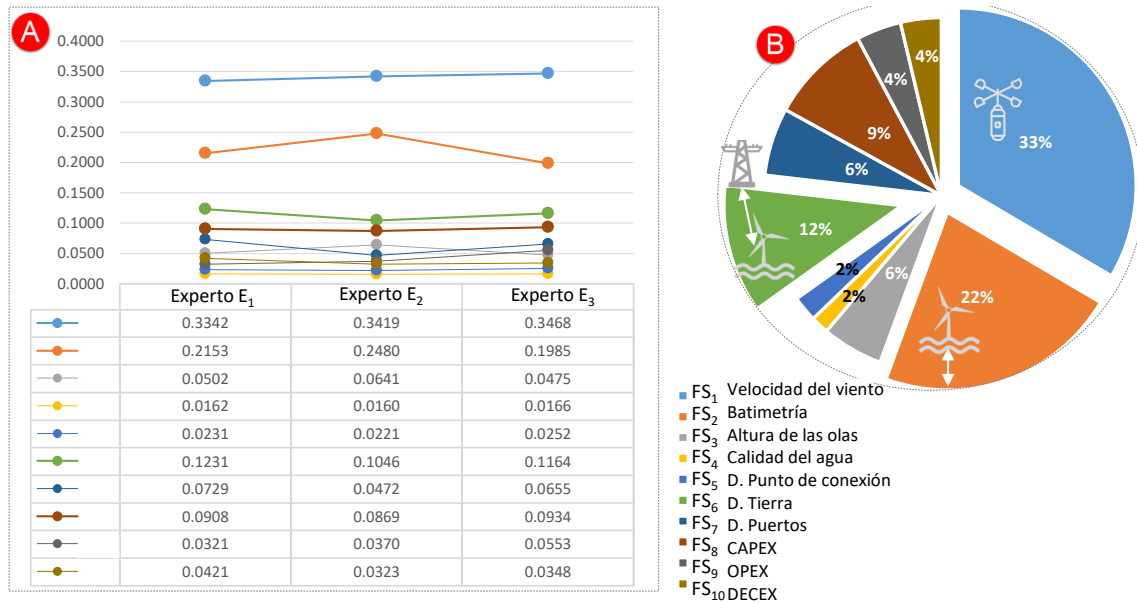 A
0.4000
0.3500
0.3000
0.2500
0.2000
0.1500
0.1000
0.0500
0.0000
Experto E1 Experto E2 Experto E3
0.3342 0.3419 0.3468
0.2153 0.2480 0.1985
0.0502 0.0641 0.0475
0.0162 0.0160 0.0166
0.0231 0.0221 0.0252
0.1231 0.1046 0.1164
0.0729 0.0472 0.0655
0.0908 0.0869 0.0934
0.0321 0.0370 0.0553
0.0421 0.0323 0.0348
B
33%
22%
6%
2%
2%
12%
6%
9%
4%
4%
FS1 Velocidad del viento
FS2 Batimetría
FS3 Altura de las olas
FS4 Calidad del agua
FS5 D. Punto de conexión
FS6 D. Tierra
FS7 D. Puertos
FS8 CAPEX
FS9 OPEX
FS10 DECEX